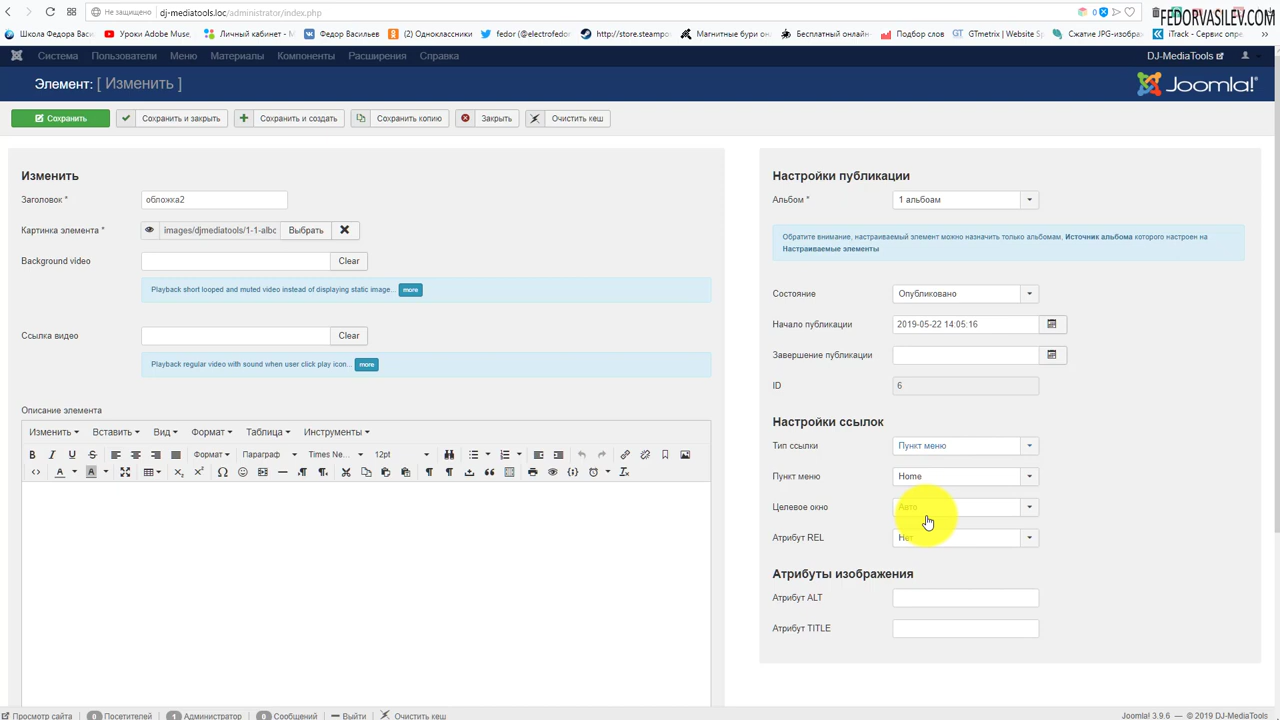 Не защищено dj-mediatools.loc/administrator/index.php
0
FEDORVASILEV.COM
Школа Федора Васил Уроки Adobe Muse. Личный кабинет - . Федор Васильев (2) Одноклассники fedor (@electrofedor http://store.steampo Магнитные бури он Бесплатный онлайн Подбор слов GTmetrix | Website S Сжатие JPG-изобра iTrack - Сервис опре
Система Пользователи Меню Материалы Компоненты Расширения Справка
DJ-MediaTools
Элемент: [ Изменить ]
Joomla!
Сохранить Сохранить и закрыть Сохранить и создать Сохранить копию Закрыть Очистить кеш
Изменить
Заголовок * обложка2
Картинка элемента * images/djmediatools/1-1-albc Выбрать
Background video Clear
Playback short looped and muted video instead of displaying static image... more
Ссылка видео Clear
Playback regular video with sound when user click play icon... more
Описание элемента
Изменить Вставить Вид Формат Таблица Инструменты
Формат Параграф Times Ne... 12pt
Настройки публикации
Альбом * 1 альбоам
Обратите внимание, настраиваемый элемент можно назначить только альбомам, Источник альбома которого настроен на
Настраиваемые элементы
Состояние Опубликовано
Начало публикации 2019-05-22 14:05:16
Завершение публикации
ID 6
Настройки ссылок
Тип ссылки Пункт меню
Пункт меню Home
Целевое окно Авто
Атрибут REL Нет
Атрибуты изображения
Атрибут ALT
Атрибут TITLE
Просмотр сайта 0 Посетителей 1 Администратор 0 Сообщений Выйти Очистить кеш
Joomla! 3.9.6 — © 2019 DJ-MediaTools